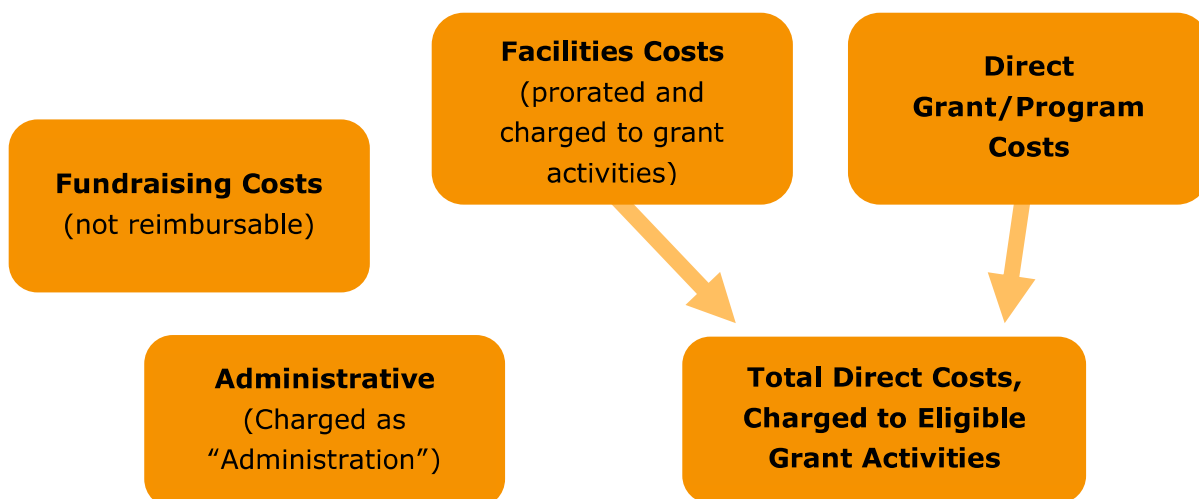 Facilities Costs
(prorated and
charged to grant
activities)
Direct
Grant/Program
Costs
Fundraising Costs
(not reimbursable)
Administrative
(Charged as
“Administration”)
Total Direct Costs,
Charged to Eligible
Grant Activities